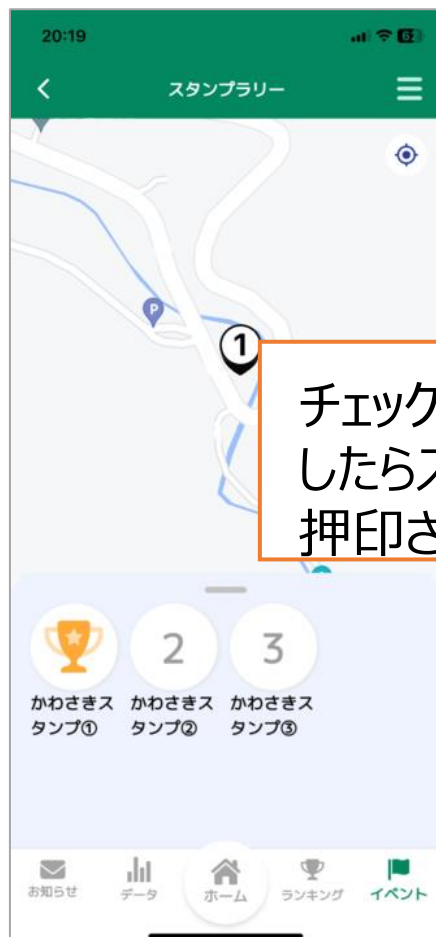 20:19
スタンプラリー
P
1
チェック
したらス
押印さ
2
3
かわさきス
タンプ①
かわさきス
タンプ②
かわさきス
タンプ③
お知らせ
データ
ホーム
ランキング
イベント